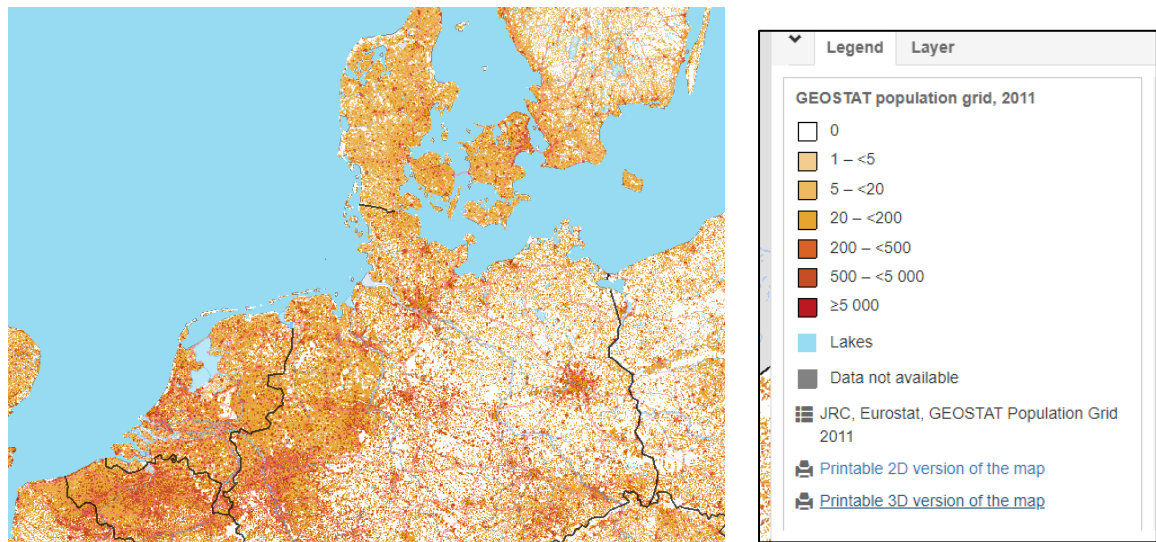 Legend Layer
GEOSTAT population grid, 2011
0
1 – <5
5 – <20
20 – <200
200 – <500
500 – <5 000
≥5 000
Lakes
Data not available
JRC, Eurostat, GEOSTAT Population Grid
2011
Printable 2D version of the map
Printable 3D version of the map